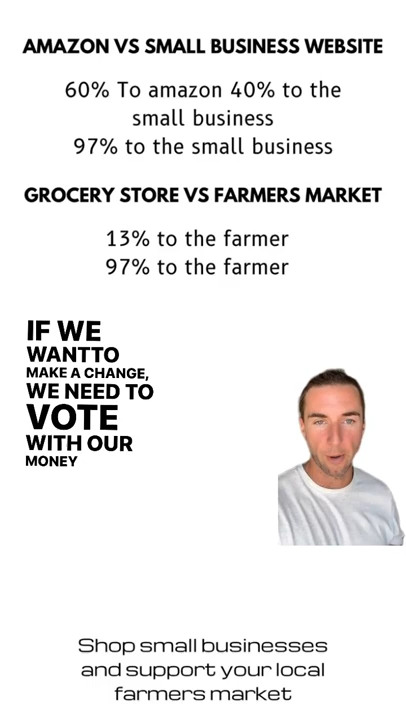 AMAZON VS SMALL BUSINESS WEBSITE
60% To amazon 40% to the
small business
97% to the small business
GROCERY STORE VS FARMERS MARKET
13% to the farmer
97% to the farmer
IF WE
WANTTO
MAKE A CHANGE,
WE NEED TO
VOTE
WITH OUR
MONEY
Shop small businesses
and support your local
farmers market